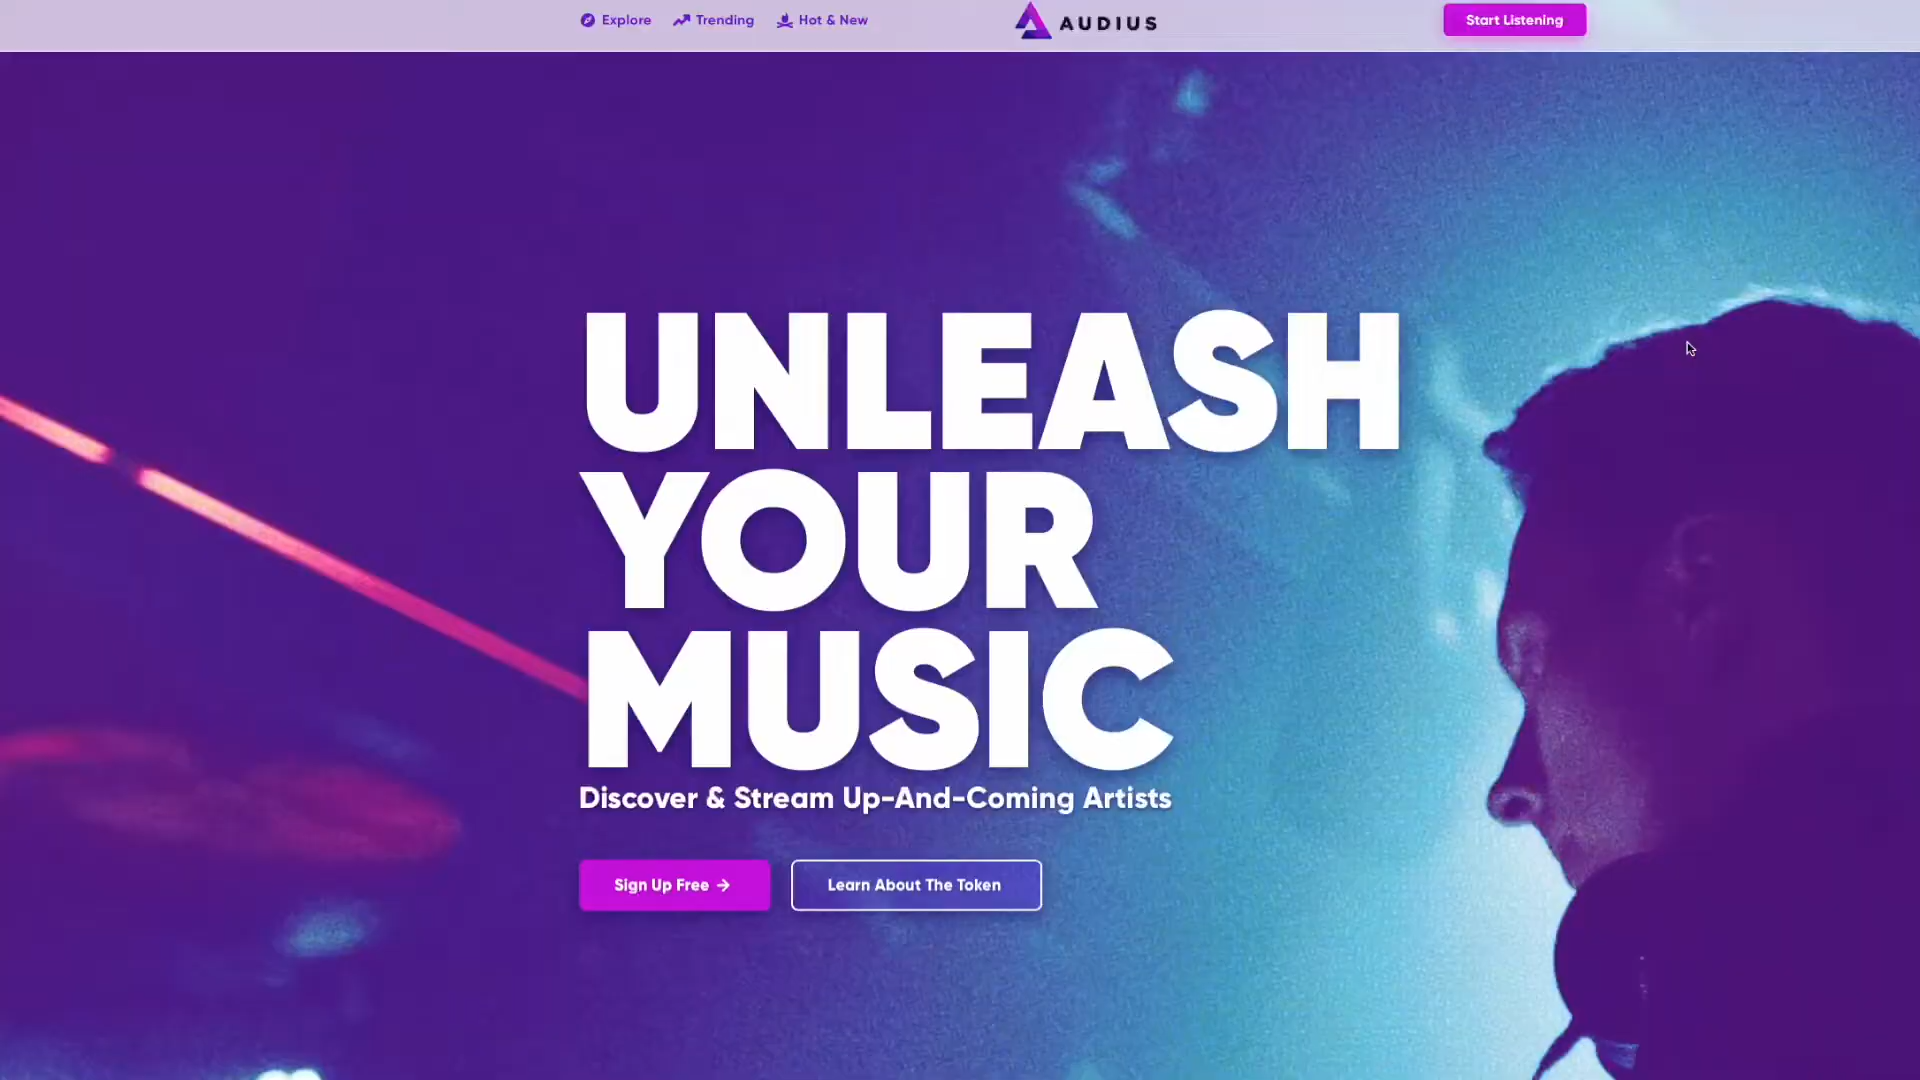 Explore
Trending
Hot & New
AUDIUS
Start Listening
UNLEASH
YOUR
MUSIC
Discover & Stream Up-And-Coming Artists
Sign Up Free →
Learn About The Token